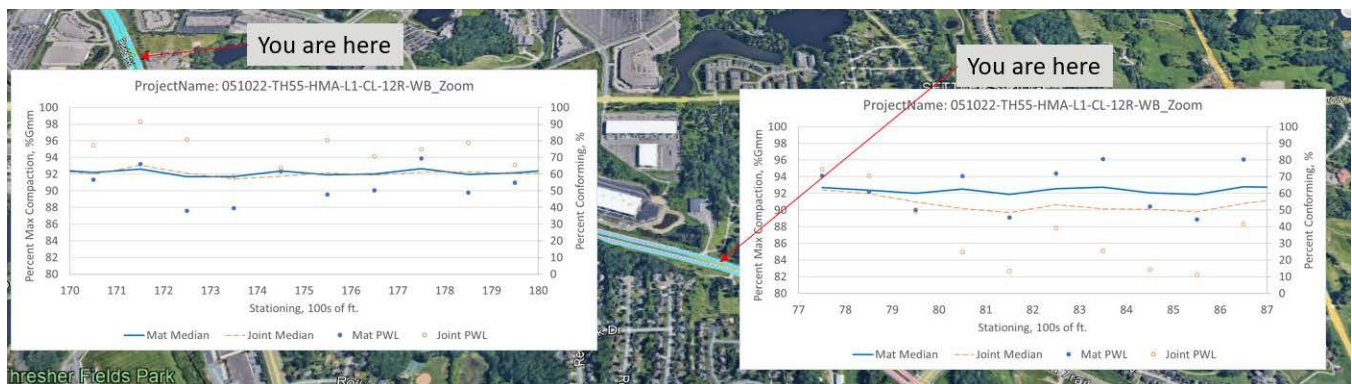 You are here
ProjectName: 051022-TH55-HMA-L1-CL-12R-WB_Zoom
Percent Max Compaction, %Gmm
100
98
96
94
92
90
88
86
84
82
80
100
90
80
70
60
50
40
30
20
10
0
Percent Conforming, %
170 171 172 173 174 175 176 177 178 179 180
Stationing, 100s of ft.
Mat Median Joint Median Mat PWL Joint PWL
You are here
ProjectName: 051022-TH55-HMA-L1-CL-12R-WB_Zoom
Percent Max Compaction, %Gmm
100
98
96
94
92
90
88
86
84
82
80
100
90
80
70
60
50
40
30
20
10
0
Percent Conforming, %
77 78 79 80 81 82 83 84 85 86 87
Stationing, 100s of ft.
Mat Median Joint Median Mat PWL Joint PWL
Thresher Fields Park